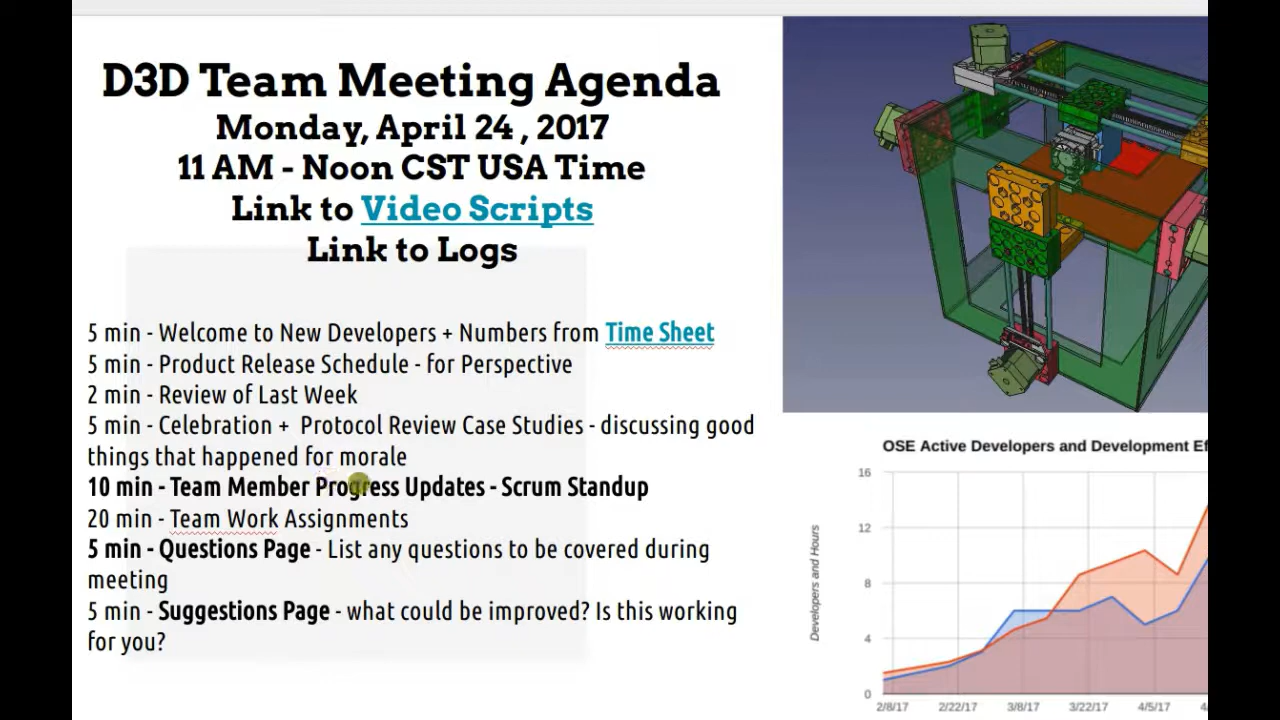 D3D Team Meeting Agenda
Monday, April 24 , 2017
11 AM - Noon CST USA Time
Link to Video Scripts
Link to Logs
5 min - Welcome to New Developers + Numbers from Time Sheet
5 min - Product Release Schedule - for Perspective
2 min - Review of Last Week
5 min - Celebration + Protocol Review Case Studies - discussing good
things that happened for morale
10 min - Team Member Progress Updates - Scrum Standup
20 min - Team Work Assignments
5 min - Questions Page - List any questions to be covered during
meeting
5 min - Suggestions Page - what could be improved? Is this working
for you?
OSE Active Developers and Development Ef
Developers and Hours
16
12
8
4
0
2/8/17 2/22/17 3/8/17 3/22/17 4/5/17 4/